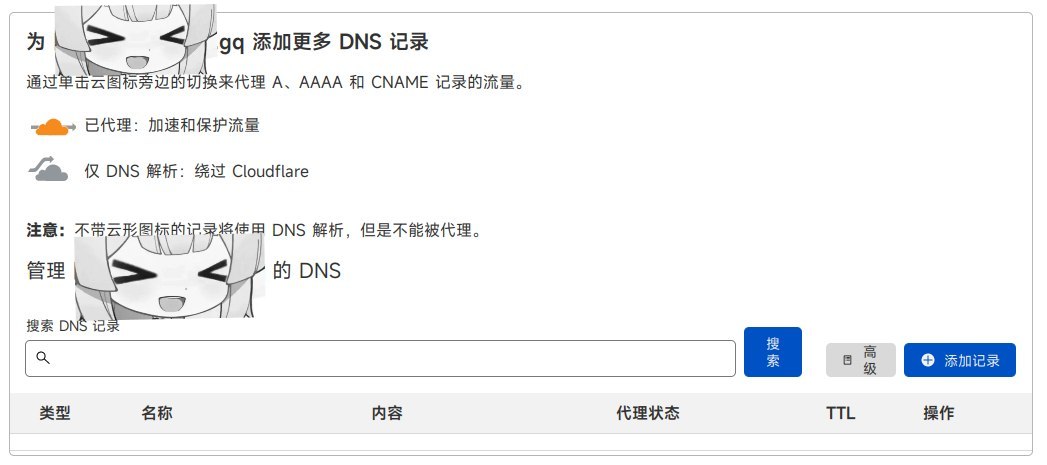 为 gq 添加更多 DNS 记录
通过单击云图标旁边的切换来代理 A、AAAA 和 CNAME 记录的流量。
已代理：加速和保护流量
仅 DNS 解析：绕过 Cloudflare
注意：不带云形图标的记录将使用 DNS 解析，但是不能被代理。
管理 的 DNS
搜索 DNS 记录
搜
索
高
级
添加记录
类型 名称 内容 代理状态 TTL 操作